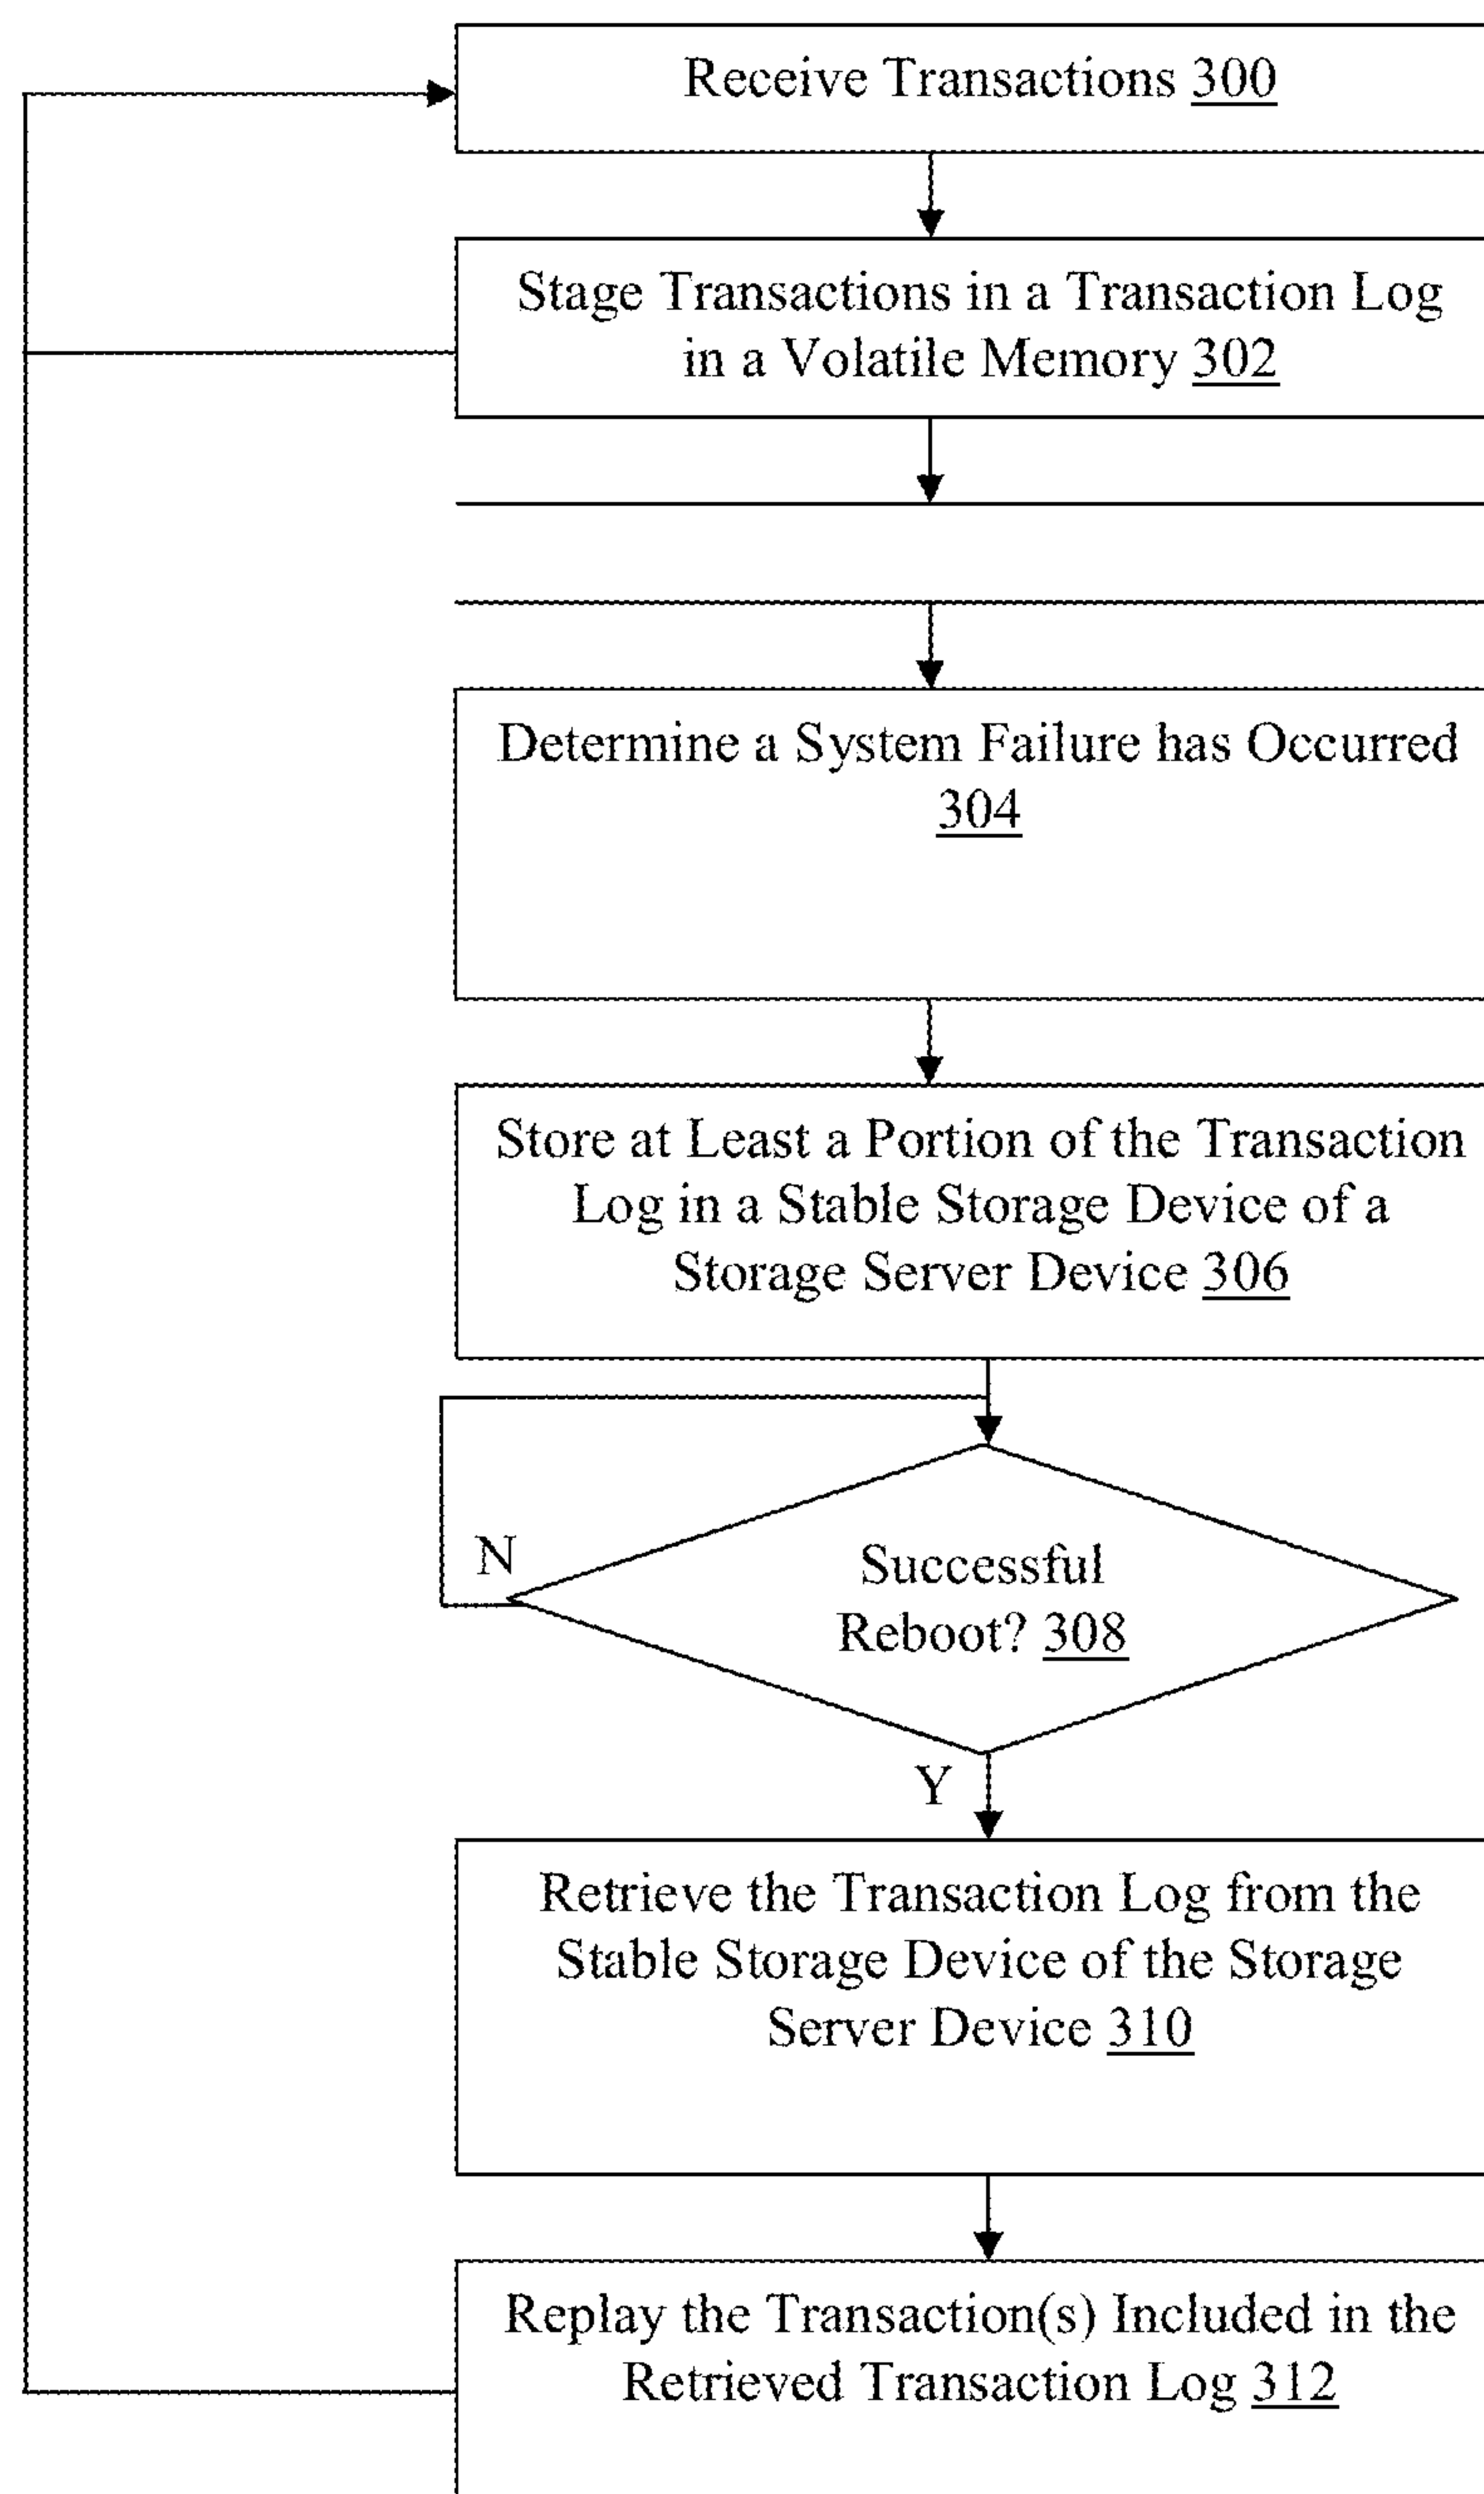 Receive Transactions 300
Stage Transactions in a Transaction Log
in a Volatile Memory 302
Determine a System Failure has Occurred
304
Store at Least a Portion of the Transaction
Log in a Stable Storage Device of a
Storage Server Device 306
N
Successful
Reboot? 308
Y
Retrieve the Transaction Log from the
Stable Storage Device of the Storage
Server Device 310
Replay the Transaction(s) Included in the
Retrieved Transaction Log 312